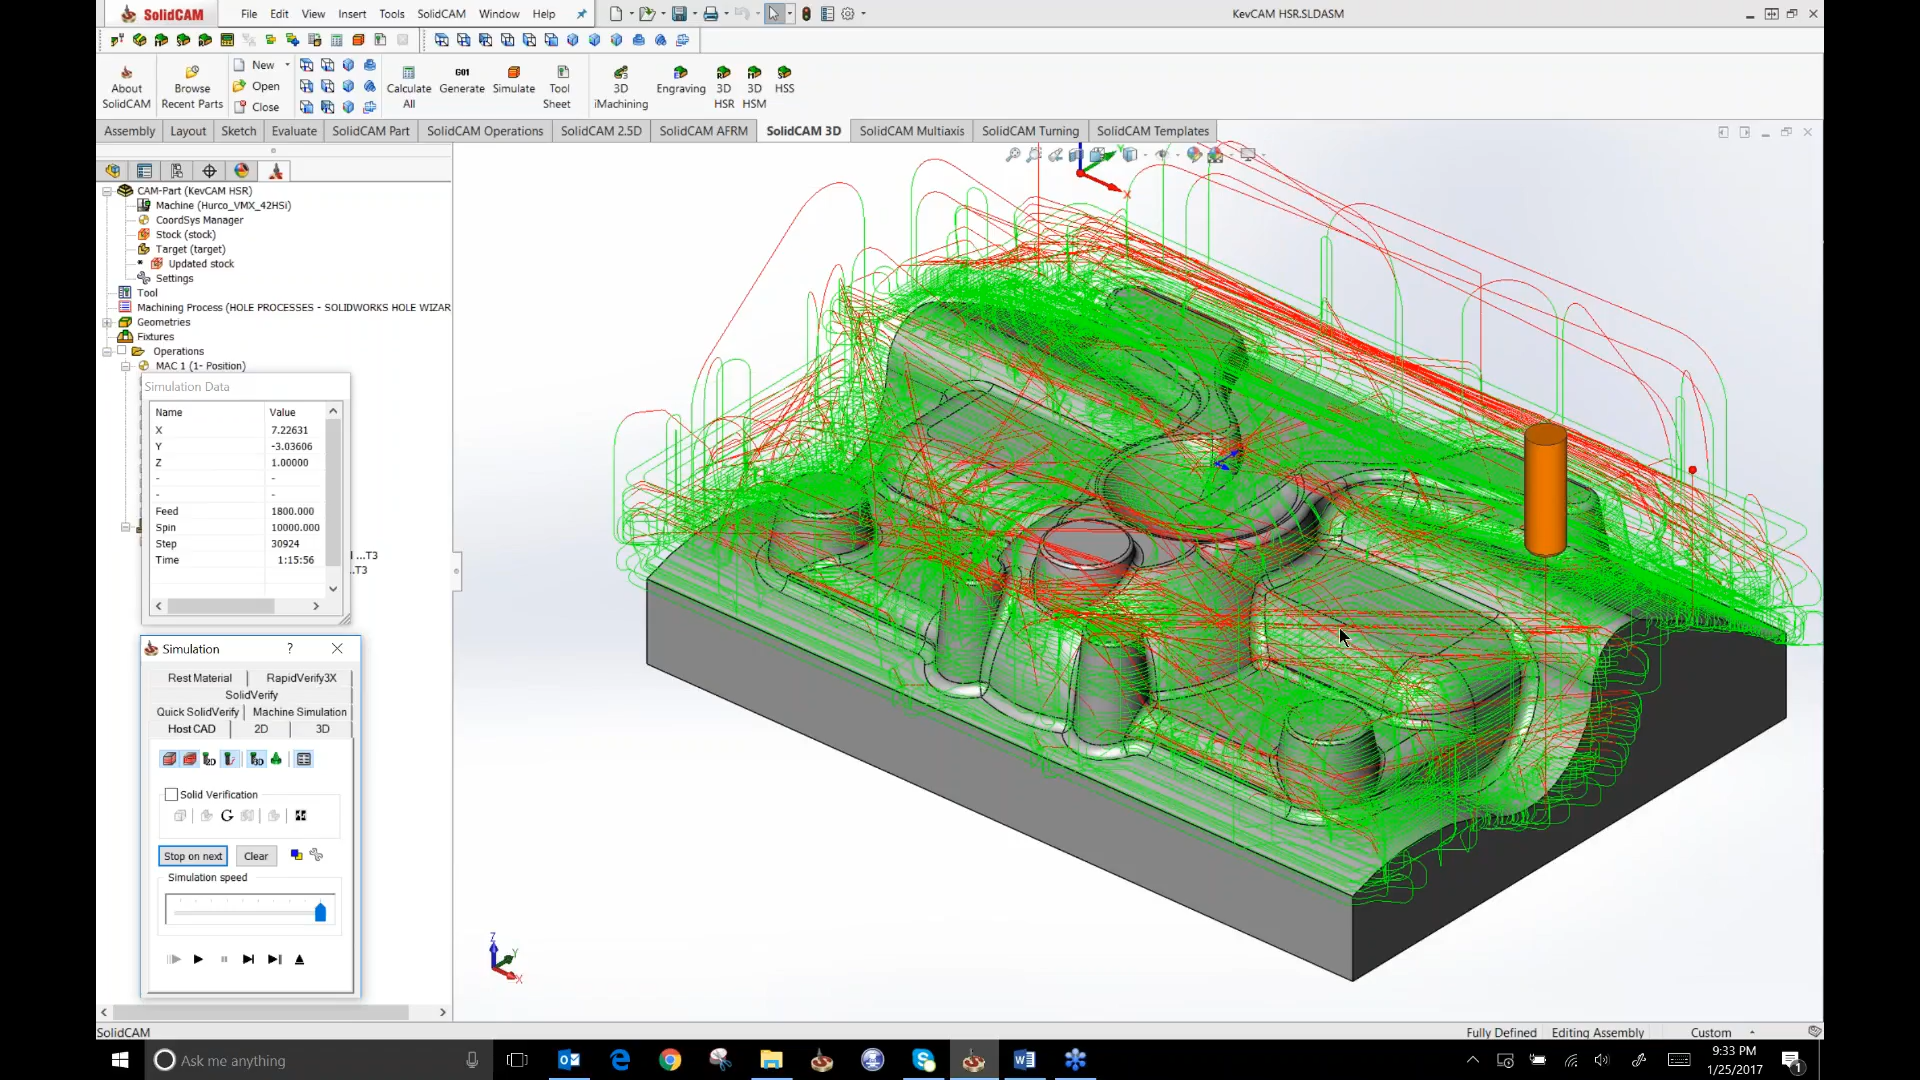 SolidCAM File Edit View Insert Tools SolidCAM Window Help KevCAM HSR.SLDASM
About SolidCAM
Browse Recent Parts
New
Open
Close
Calculate All
G01
Generate
Simulate
Tool Sheet
3D iMachining
Engraving
3D HSR
3D HSM
HSS
Assembly Layout Sketch Evaluate SolidCAM Part SolidCAM Operations SolidCAM 2.5D SolidCAM AFRM SolidCAM 3D SolidCAM Multiaxis SolidCAM Turning SolidCAM Templates
CAM-Part (KevCAM HSR)
Machine (Hurco_VMX_42HSi)
CoordSys Manager
Stock (stock)
Target (target)
* Updated stock
Settings
Tool
Machining Process (HOLE PROCESSES - SOLIDWORKS HOLE WIZAR
Geometries
Fixtures
Operations
MAC 1 (1- Position)
Simulation Data
Name Value
X 7.22631
Y -3.03606
Z 1.00000
- -
- -
Feed 1800.000
Spin 10000.000
Step 30924
Time 1:15:56
...T3
..T3
Simulation ?
Rest Material RapidVerify3X
SolidVerify
Quick SolidVerify Machine Simulation
Host CAD 2D 3D
Solid Verification
Stop on next Clear
Simulation speed
X
Z
Y
X
SolidCAM Fully Defined Editing Assembly Custom
Ask me anything
9:33 PM
1/25/2017
1